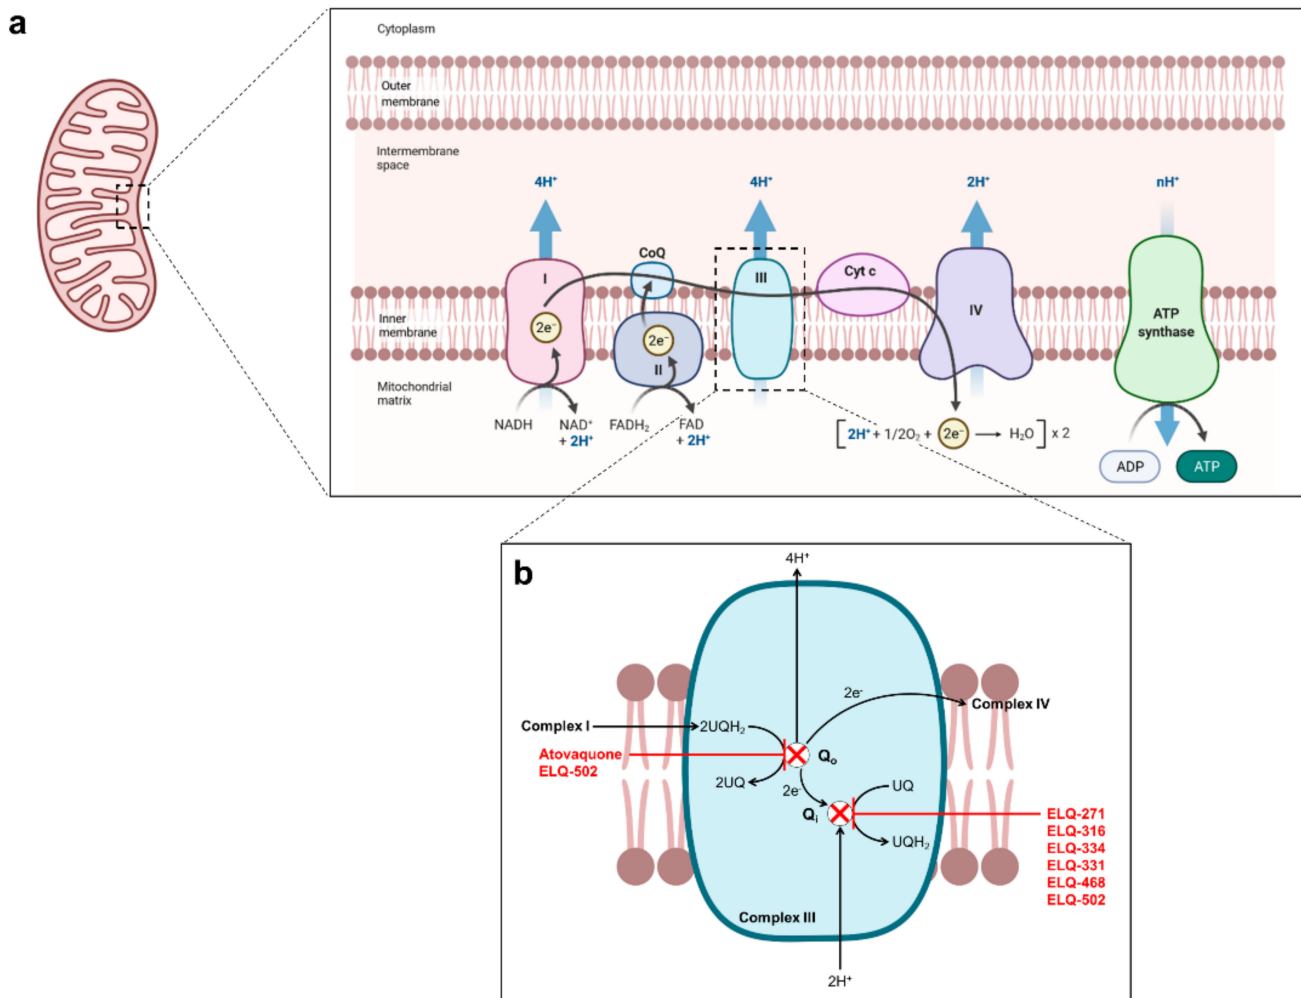 a
Cytoplasm
Outer
membrane
Intermembrane
space
4H⁺
4H⁺
2H⁺
nH⁺
CoQ
I
III
Cyt c
IV
ATP
synthase
Inner
membrane
2e⁻
2e⁻
II
Mitochondrial
matrix
NADH
NAD⁺
+ 2H⁺
FADH₂
FAD
+ 2H⁺
[ 2H⁺ + 1/2O₂ + 2e⁻ → H₂O ] x 2
ADP
ATP
b
4H⁺
2e⁻
Complex IV
Complex I
2UQH₂
Atovaquone
ELQ-502
Qₒ
2UQ
2e⁻
UQ
Qᵢ
UQH₂
ELQ-271
ELQ-316
ELQ-334
ELQ-331
ELQ-468
ELQ-502
Complex III
2H⁺